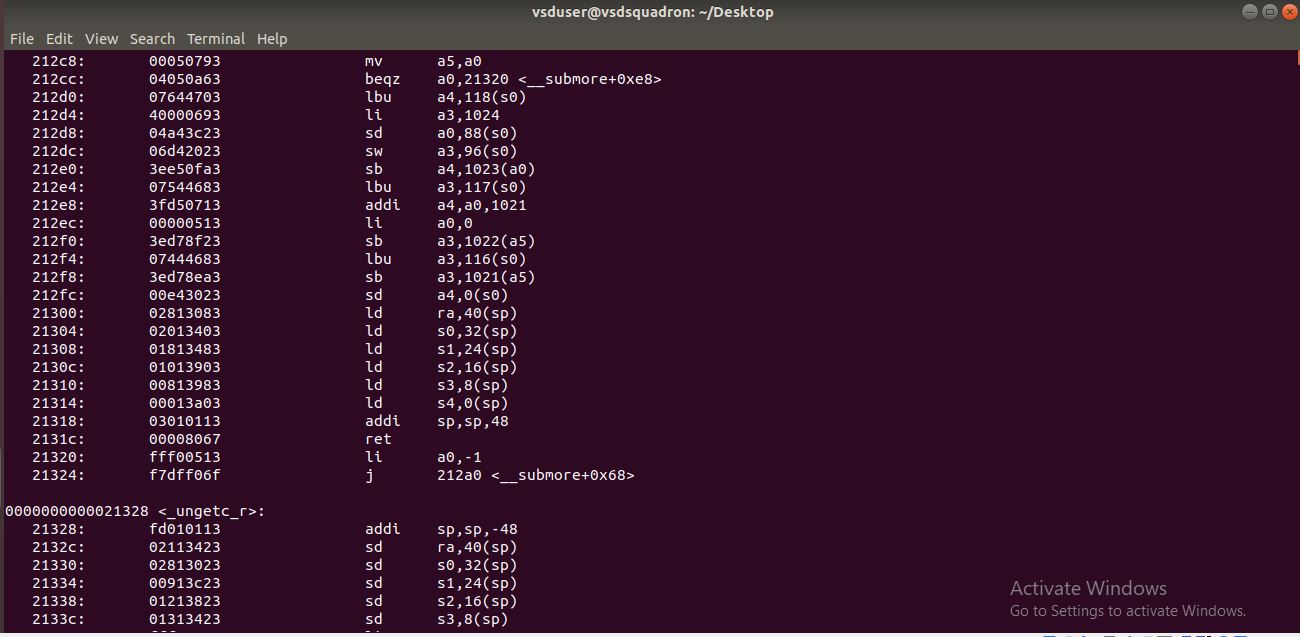 vsduser@vsdsquadron: ~/Desktop
File Edit View Search Terminal Help
212c8: 00050793 mv a5,a0
212cc: 04050a63 beqz a0,21320 <__submore+0xe8>
212d0: 07644703 lbu a4,118(s0)
212d4: 40000693 li a3,1024
212d8: 04a43c23 sd a0,88(s0)
212dc: 06d42023 sw a3,96(s0)
212e0: 3ee50fa3 sb a4,1023(a0)
212e4: 07544683 lbu a3,117(s0)
212e8: 3fd50713 addi a4,a0,1021
212ec: 00000513 li a0,0
212f0: 3ed78f23 sb a3,1022(a5)
212f4: 07444683 lbu a3,116(s0)
212f8: 3ed78ea3 sb a3,1021(a5)
212fc: 00e43023 sd a4,0(s0)
21300: 02813083 ld ra,40(sp)
21304: 02013403 ld s0,32(sp)
21308: 01813483 ld s1,24(sp)
2130c: 01013903 ld s2,16(sp)
21310: 00813983 ld s3,8(sp)
21314: 00013a03 ld s4,0(sp)
21318: 03010113 addi sp,sp,48
2131c: 00008067 ret
21320: fff00513 li a0,-1
21324: f7dff06f j 212a0 <__submore+0x68>
0000000000021328 <_ungetc_r>:
21328: fd010113 addi sp,sp,-48
2132c: 02113423 sd ra,40(sp)
21330: 02813023 sd s0,32(sp)
21334: 00913c23 sd s1,24(sp)
21338: 01213823 sd s2,16(sp)
2133c: 01313423 sd s3,8(sp)
Activate Windows
Go to Settings to activate Windows.